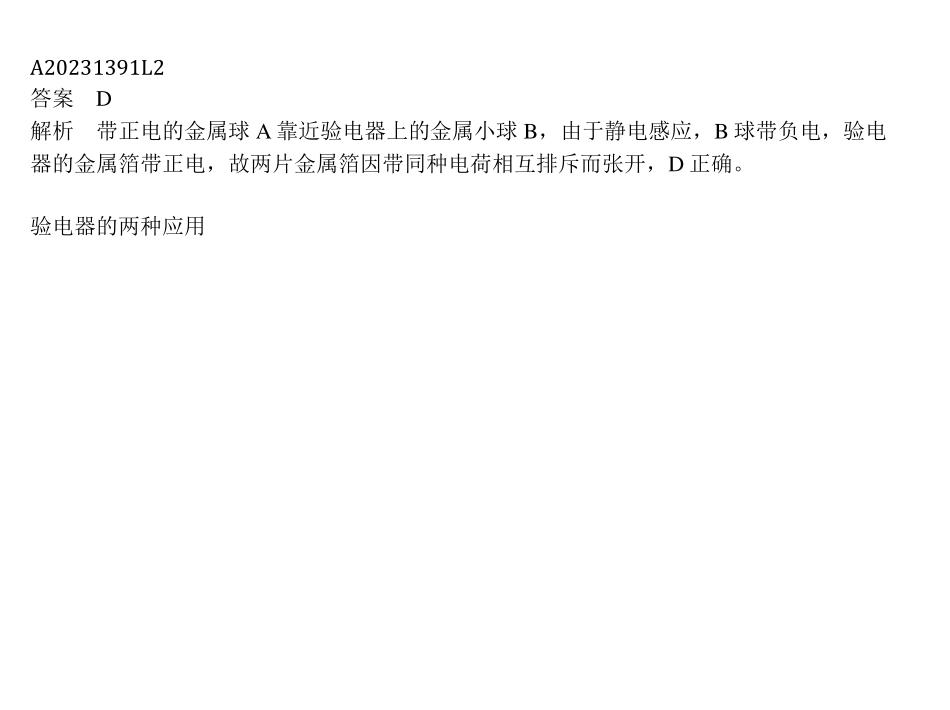 A20231391L2
答案 D
解析 带正电的金属球 A 靠近验电器上的金属小球 B，由于静电感应，B 球带负电，验电
器的金属箔带正电，故两片金属箔因带同种电荷相互排斥而张开，D 正确。
验电器的两种应用